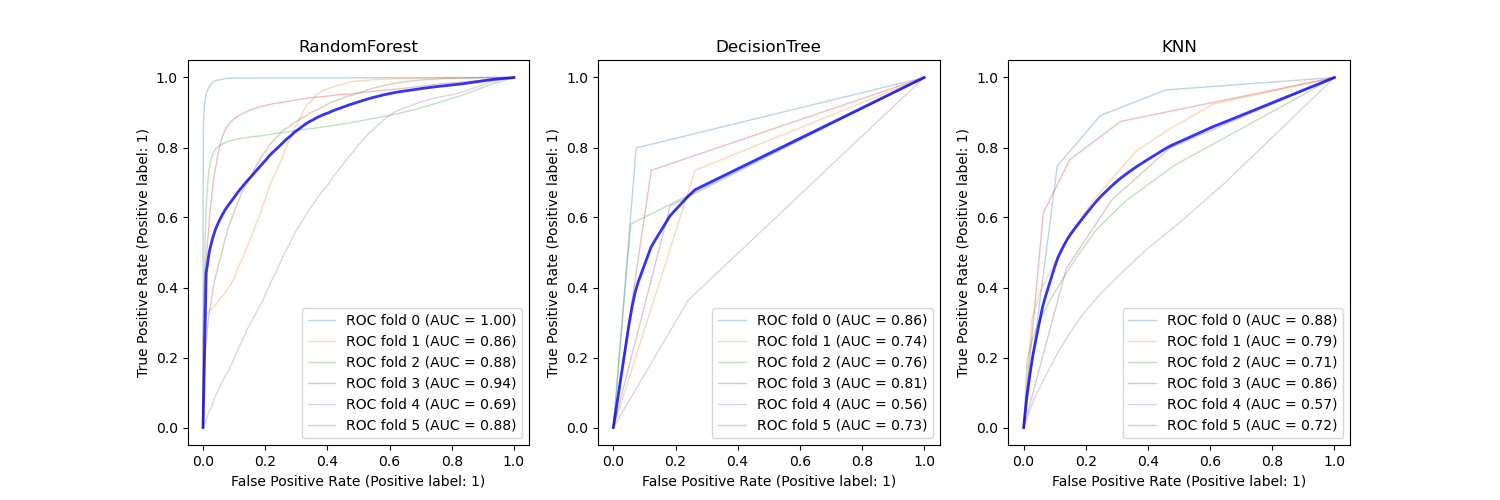 RandomForest
True Positive Rate (Positive label: 1)
1.0
0.8
0.6
0.4
0.2
0.0
ROC fold 0 (AUC = 1.00)
ROC fold 1 (AUC = 0.86)
ROC fold 2 (AUC = 0.88)
ROC fold 3 (AUC = 0.94)
ROC fold 4 (AUC = 0.69)
ROC fold 5 (AUC = 0.88)
0.0 0.2 0.4 0.6 0.8 1.0
False Positive Rate (Positive label: 1)
DecisionTree
True Positive Rate (Positive label: 1)
1.0
0.8
0.6
0.4
0.2
0.0
ROC fold 0 (AUC = 0.86)
ROC fold 1 (AUC = 0.74)
ROC fold 2 (AUC = 0.76)
ROC fold 3 (AUC = 0.81)
ROC fold 4 (AUC = 0.56)
ROC fold 5 (AUC = 0.73)
0.0 0.2 0.4 0.6 0.8 1.0
False Positive Rate (Positive label: 1)
KNN
True Positive Rate (Positive label: 1)
1.0
0.8
0.6
0.4
0.2
0.0
ROC fold 0 (AUC = 0.88)
ROC fold 1 (AUC = 0.79)
ROC fold 2 (AUC = 0.71)
ROC fold 3 (AUC = 0.86)
ROC fold 4 (AUC = 0.57)
ROC fold 5 (AUC = 0.72)
0.0 0.2 0.4 0.6 0.8 1.0
False Positive Rate (Positive label: 1)